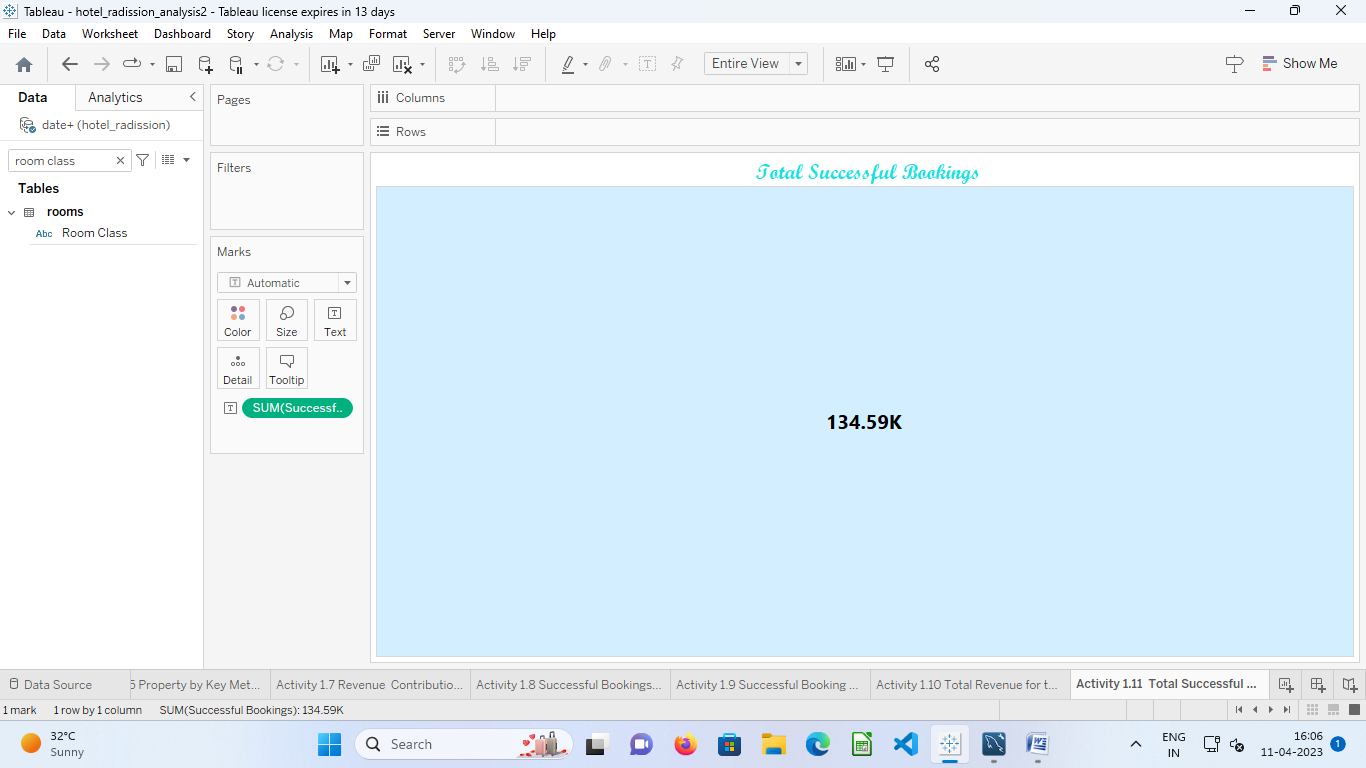 Tableau - hotel_radission_analysis2 - Tableau license expires in 13 days
File Data Worksheet Dashboard Story Analysis Map Format Server Window Help
Entire View
Show Me
Data Analytics
date+ (hotel_radission)
room class
Tables
rooms
Abc Room Class
Pages
Filters
Marks
Automatic
Color Size Text
Detail Tooltip
SUM(Successf..
Columns
Rows
Total Successful Bookings
134.59K
Data Source 5 Property by Key Met... Activity 1.7 Revenue Contributio... Activity 1.8 Successful Bookings... Activity 1.9 Successful Booking ... Activity 1.10 Total Revenue for t... Activity 1.11 Total Successful ...
1 mark 1 row by 1 column SUM(Successful Bookings): 134.59K
32°C
Sunny
Search
ENG
IN
16:06
11-04-2023
1